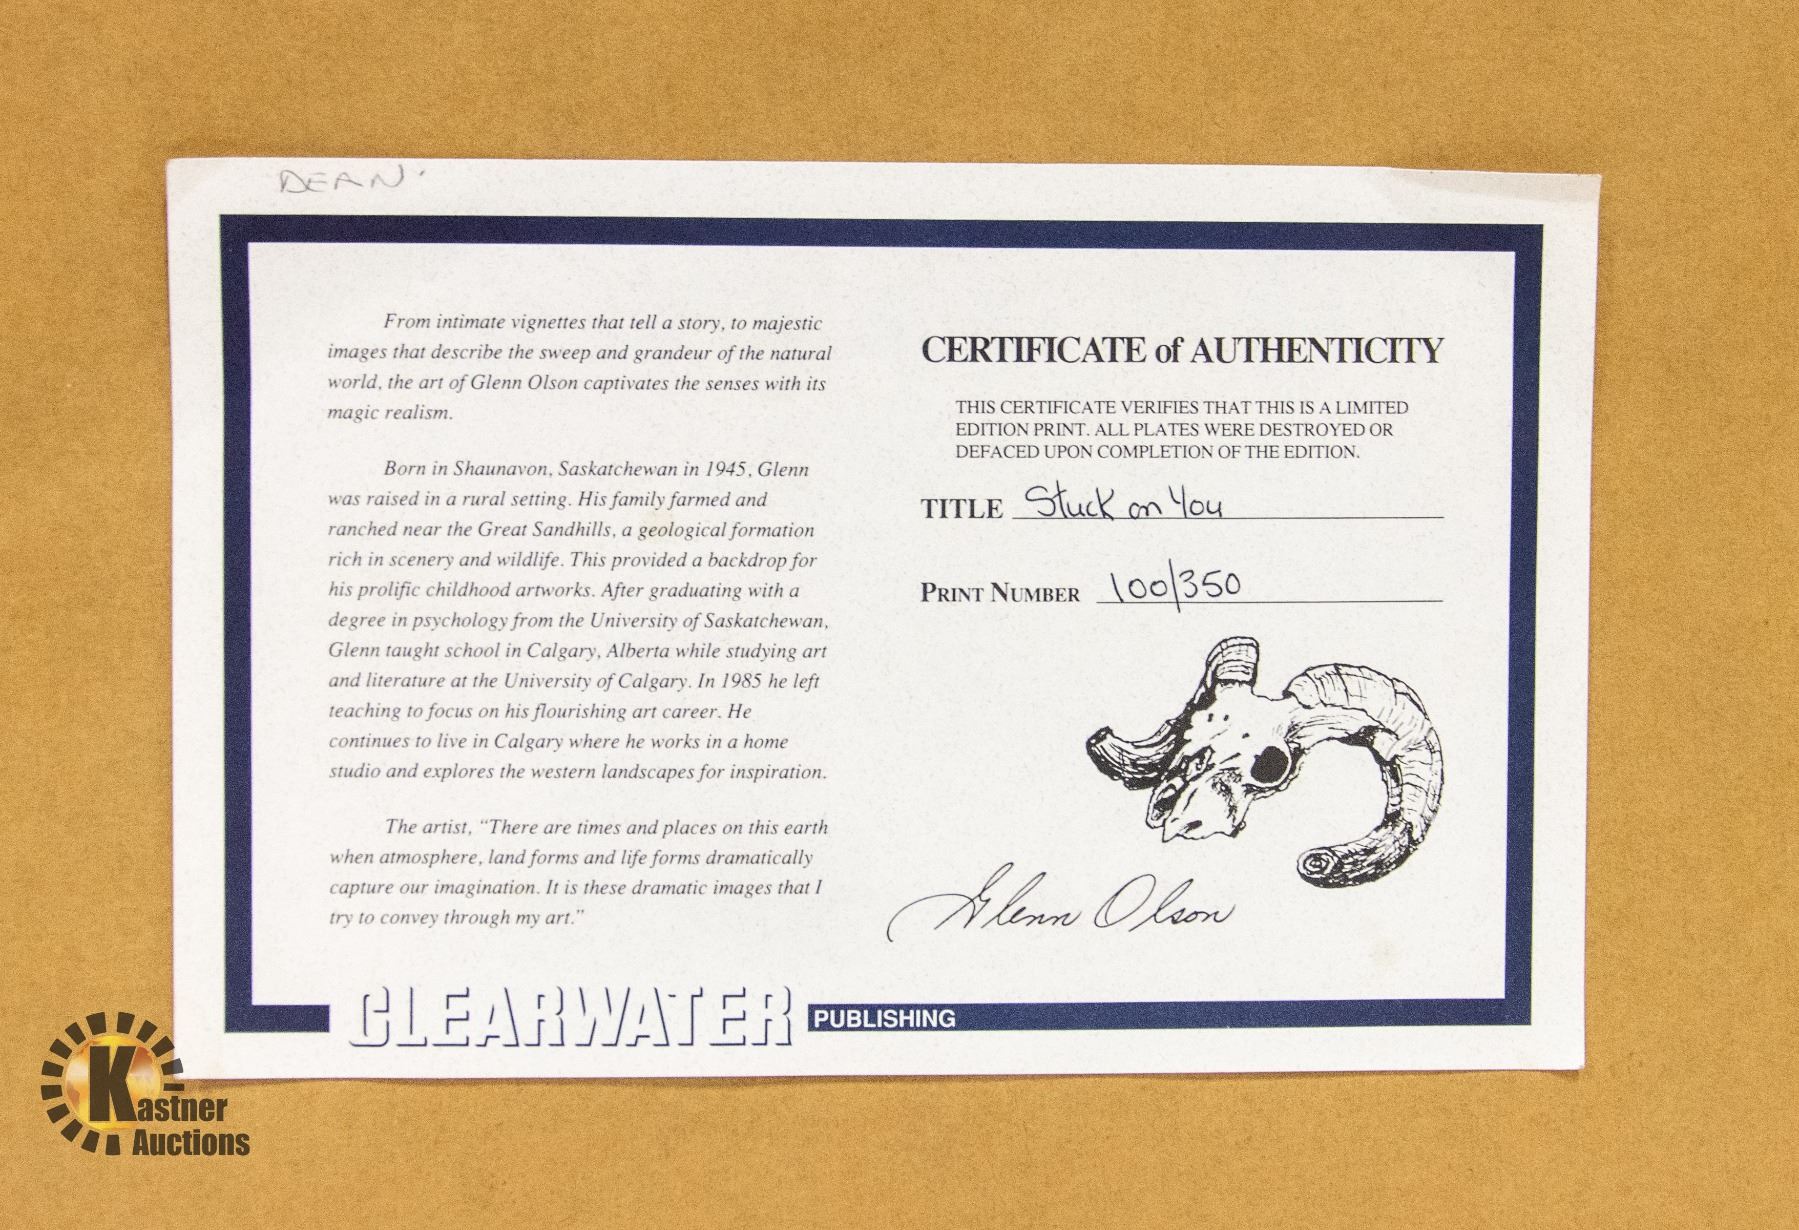 DEAN
From intimate vignettes that tell a story, to majestic
images that describe the sweep and grandeur of the natural
world, the art of Glenn Olson captivates the senses with its
magic realism.
Born in Shaunavon, Saskatchewan in 1945, Glenn
was raised in a rural setting. His family farmed and
ranched near the Great Sandhills, a geological formation
rich in scenery and wildlife. This provided a backdrop for
his prolific childhood artworks. After graduating with a
degree in psychology from the University of Saskatchewan,
Glenn taught school in Calgary, Alberta while studying art
and literature at the University of Calgary. In 1985 he left
teaching to focus on his flourishing art career. He
continues to live in Calgary where he works in a home
studio and explores the western landscapes for inspiration.
The artist, “There are times and places on this earth
when atmosphere, land forms and life forms dramatically
capture our imagination. It is these dramatic images that I
try to convey through my art.”
CERTIFICATE of AUTHENTICITY
THIS CERTIFICATE VERIFIES THAT THIS IS A LIMITED
EDITION PRINT. ALL PLATES WERE DESTROYED OR
DEFACED UPON COMPLETION OF THE EDITION.
TITLE Stuck on You
PRINT NUMBER 100/350
Glenn Olson
CLEARWATER PUBLISHING
Kastner
Auctions